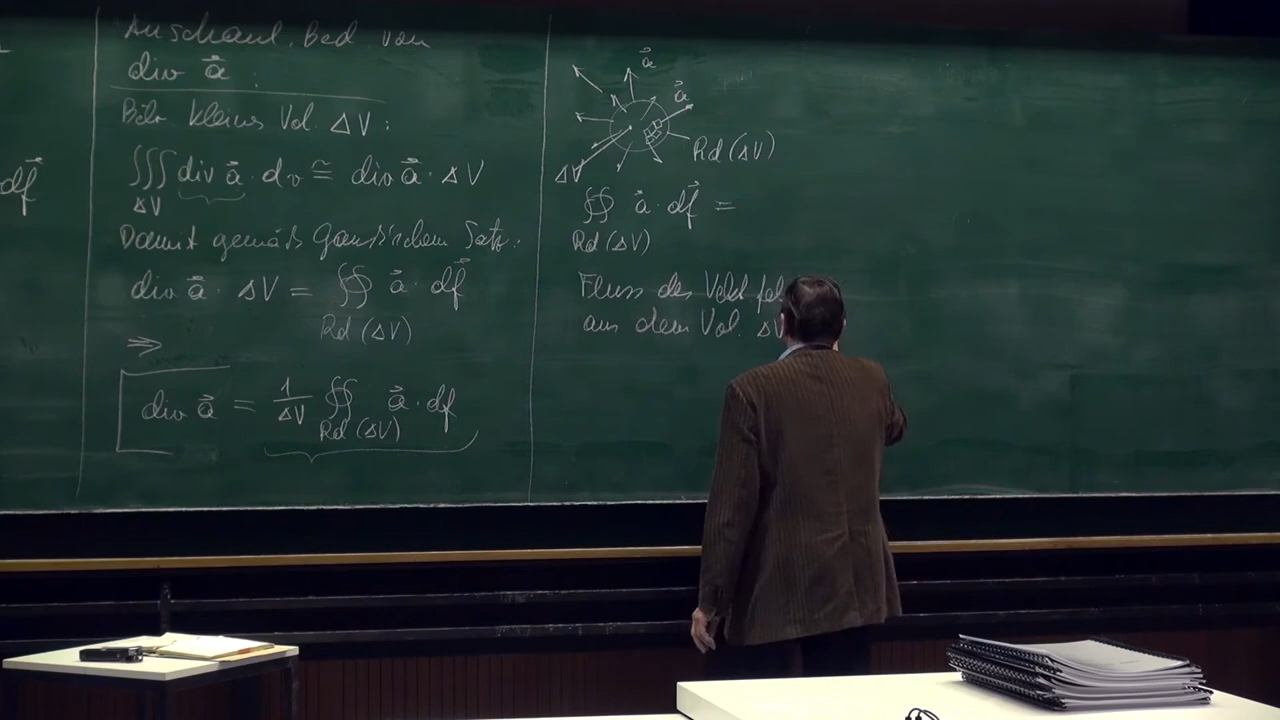 df⃗
Anschaul. Bed. von
div a⃗ :
Betr. kleines Vol. ΔV :
∭ div a⃗ · dv ≅ div a⃗ · ΔV
ΔV
Damit gemäß Gauss'schem Satz :
div a⃗ · ΔV = ∯ a⃗ · df⃗
Rd (ΔV)
⇒
div a⃗ = 1/ΔV ∯ a⃗ · df⃗
Rd (ΔV)
a⃗
a⃗
Rd (ΔV)
ΔV
∯ a⃗ · df⃗ =
Rd (ΔV)
Fluss des
aus dem Vol. ΔV